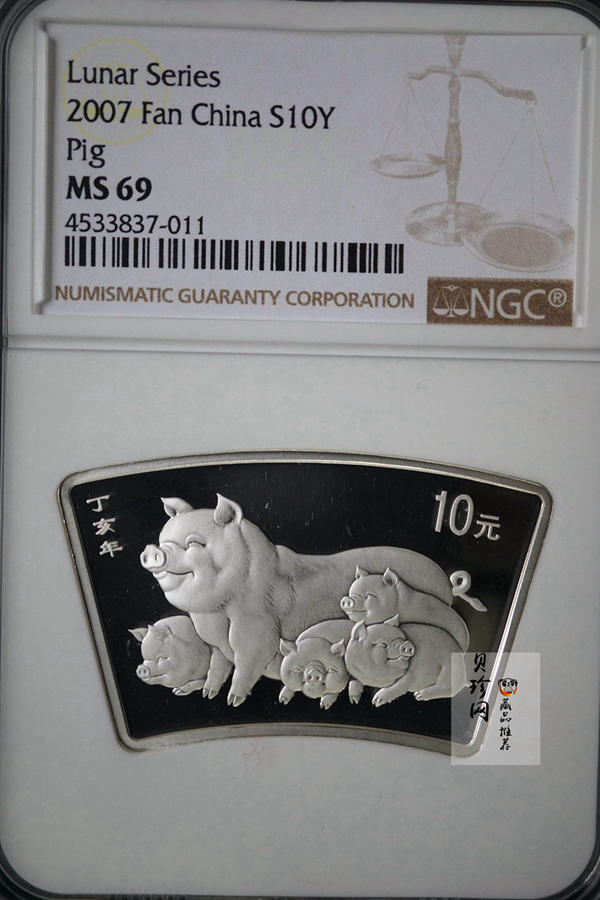 Lunar Series
2007 Fan China S10Y
Pig
MS 69
4533837-011
NUMISMATIC GUARANTY CORPORATION
NGC®
丁亥年
10元
贝珍网
藏品推荐